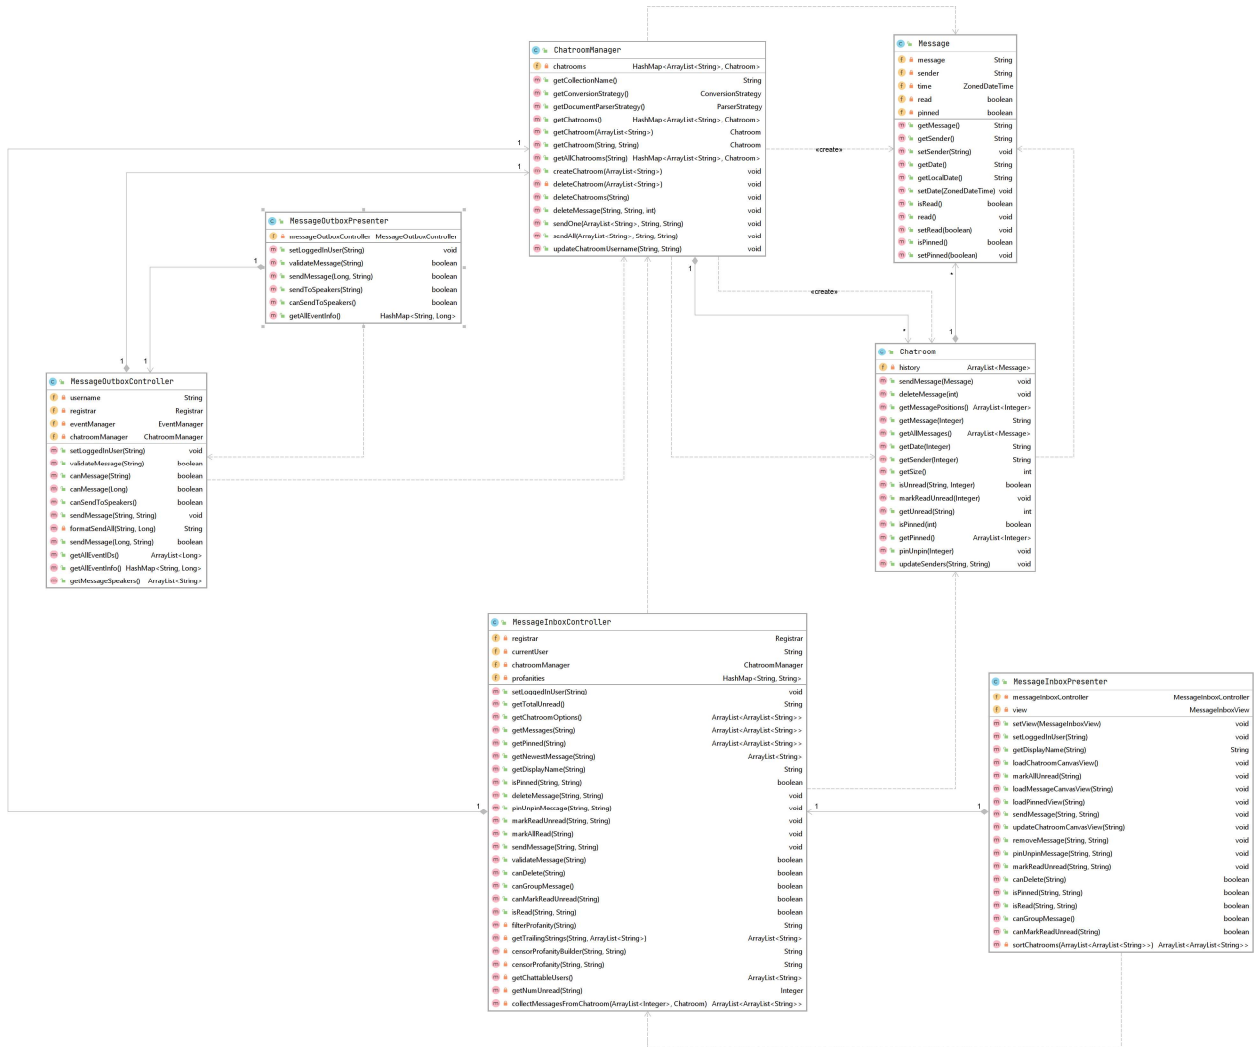 ChatroomManager
chatrooms HashMap<ArrayList<String>, Chatroom>
getCollectionName() String
getConversionStrategy() ConversionStrategy
getDocumentParserStrategy() ParserStrategy
getChatrooms() HashMap<ArrayList<String>, Chatroom>
getChatroom(ArrayList<String>) Chatroom
getChatroom(String, String) Chatroom
getAllChatrooms(String) HashMap<ArrayList<String>, Chatroom>
createChatroom(ArrayList<String>) void
deleteChatroom(ArrayList<String>) void
deleteChatrooms(String) void
deleteMessage(String, String, int) void
sendOne(ArrayList<String>, String, String) void
sendAll(ArrayList<String>, String, String) void
updateChatroomUsername(String, String) void
Message
message String
sender String
time ZonedDateTime
read boolean
pinned boolean
getMessage() String
getSender() String
setSender(String) void
getDate() String
getLocalDate() String
setDate(ZonedDateTime) void
isRead() boolean
read() void
setRead(boolean) void
isPinned() boolean
setPinned(boolean) void
«create»
1
1
MessageOutboxPresenter
messageOutboxController MessageOutboxController
setLoggedInUser(String) void
validateMessage(String) boolean
sendMessage(Long, String) boolean
sendToSpeakers(String) boolean
canSendToSpeakers() boolean
getAllEventInfo() HashMap<String, Long>
1
1
*
«create»
*
1
1
1
Chatroom
history ArrayList<Message>
sendMessage(Message) void
deleteMessage(int) void
getMessagePositions() ArrayList<Integer>
getMessage(Integer) String
getAllMessages() ArrayList<Message>
getDate(Integer) String
getSender(Integer) String
getSize() int
isUnread(String, Integer) boolean
markReadUnread(Integer) void
getUnread(String) int
isPinned(int) boolean
getPinned() ArrayList<Integer>
pinUnpin(Integer) void
updateSenders(String, String) void
MessageOutboxController
username String
registrar Registrar
eventManager EventManager
chatroomManager ChatroomManager
setLoggedInUser(String) void
validateMessage(String) boolean
canMessage(String) boolean
canMessage(Long) boolean
canSendToSpeakers() boolean
sendMessage(String, String) void
formatSendAll(String, Long) String
sendMessage(Long, String) boolean
getAllEventIDs() ArrayList<Long>
getAllEventInfo() HashMap<String, Long>
getMessageSpeakers() ArrayList<String>
MessageInboxController
registrar Registrar
currentUser String
chatroomManager ChatroomManager
profanities HashMap<String, String>
setLoggedInUser(String) void
getTotalUnread() String
getChatroomOptions() ArrayList<ArrayList<String>>
getMessages(String) ArrayList<ArrayList<String>>
getPinned(String) ArrayList<ArrayList<String>>
getNewestMessage(String) ArrayList<String>
getDisplayName(String) String
isPinned(String, String) boolean
deleteMessage(String, String) void
pinUnpinMessage(String, String) void
markReadUnread(String, String) void
markAllRead(String) void
sendMessage(String, String) void
validateMessage(String) boolean
canDelete(String) boolean
canGroupMessage() boolean
canMarkReadUnread(String) boolean
isRead(String, String) boolean
filterProfanity(String) String
getTrailingStrings(String, ArrayList<String>) ArrayList<String>
censorProfanityBuilder(String, String) String
censorProfanity(String, String) String
getChattableUsers() ArrayList<String>
getNumUnread(String) Integer
collectMessagesFromChatroom(ArrayList<Integer>, Chatroom) ArrayList<ArrayList<String>>
1
1
1
MessageInboxPresenter
messageInboxController MessageInboxController
view MessageInboxView
setView(MessageInboxView) void
setLoggedInUser(String) void
getDisplayName(String) String
loadChatroomCanvasView() void
markAllUnread(String) void
loadMessageCanvasView(String) void
loadPinnedView(String) void
sendMessage(String, String) void
updateChatroomCanvasView(String) void
removeMessage(String, String) void
pinUnpinMessage(String, String) void
markReadUnread(String, String) void
canDelete(String) boolean
isPinned(String, String) boolean
isRead(String, String) boolean
canGroupMessage() boolean
canMarkReadUnread(String) boolean
sortChatrooms(ArrayList<ArrayList<String>>) ArrayList<ArrayList<String>>